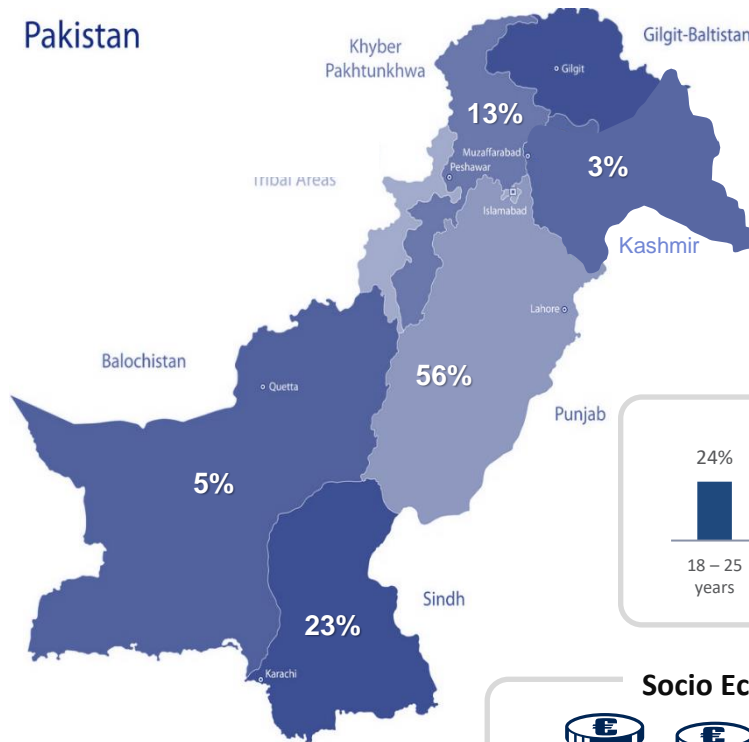 Pakistan
Gilgit-Baltistan
Khyber
Pakhtunkhwa
Gilgit
13%
Muzaffarabad
3%
Peshawar
Tribal Areas
Islamabad
Kashmir
Lahore
Balochistan
56%
Quetta
Punjab
24%
5%
18 – 25
years
Sindh
23%
Karachi
Socio Ec
€
€